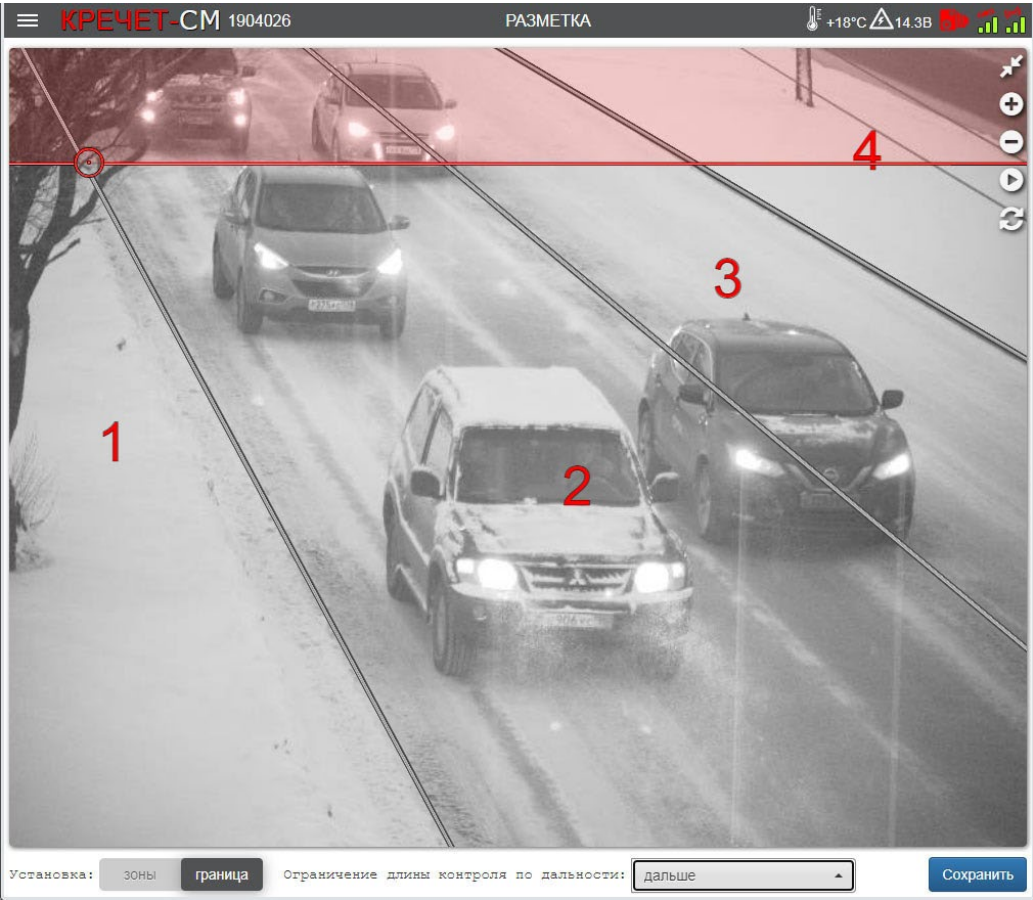 КРЕЧЕТ-СМ 1904026 РАЗМЕТКА +18°C 14.3В
4
3
1
2
Установка: зоны граница Ограничение длины контроля по дальности: дальше Сохранить